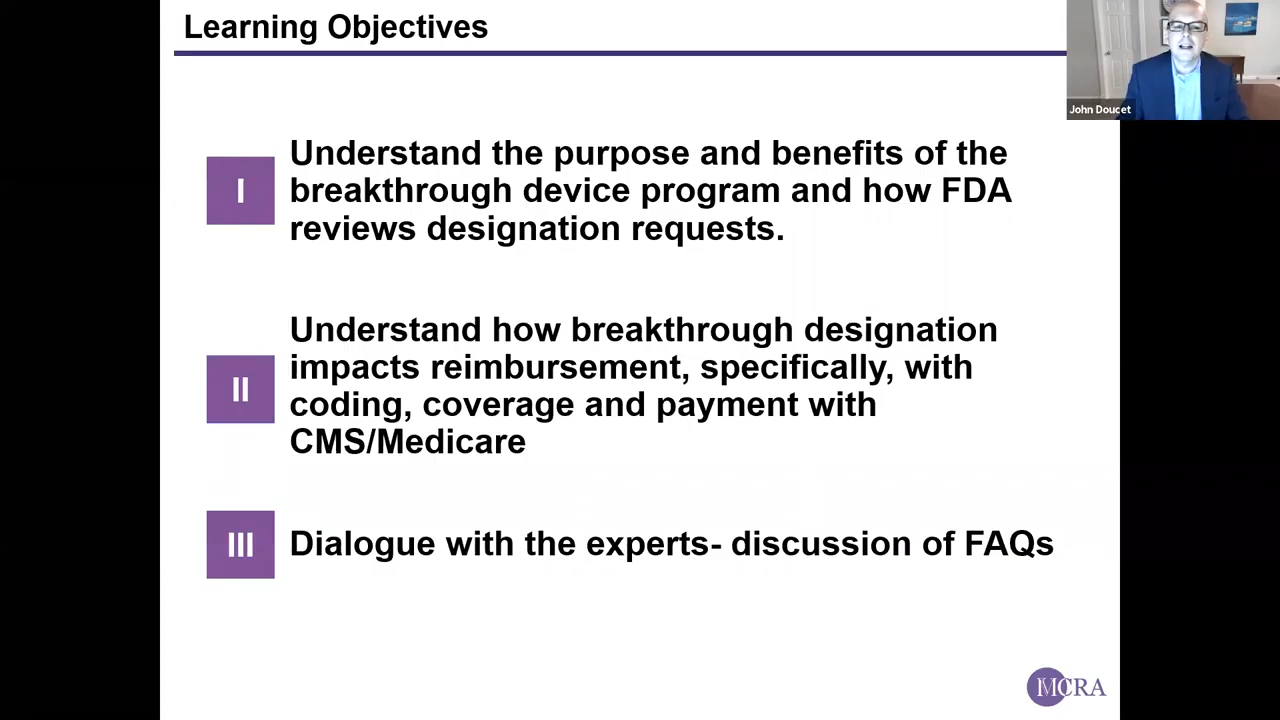 Learning Objectives
John Doucet
I
Understand the purpose and benefits of the
breakthrough device program and how FDA
reviews designation requests.
II
Understand how breakthrough designation
impacts reimbursement, specifically, with
coding, coverage and payment with
CMS/Medicare
III
Dialogue with the experts- discussion of FAQs
MCRA